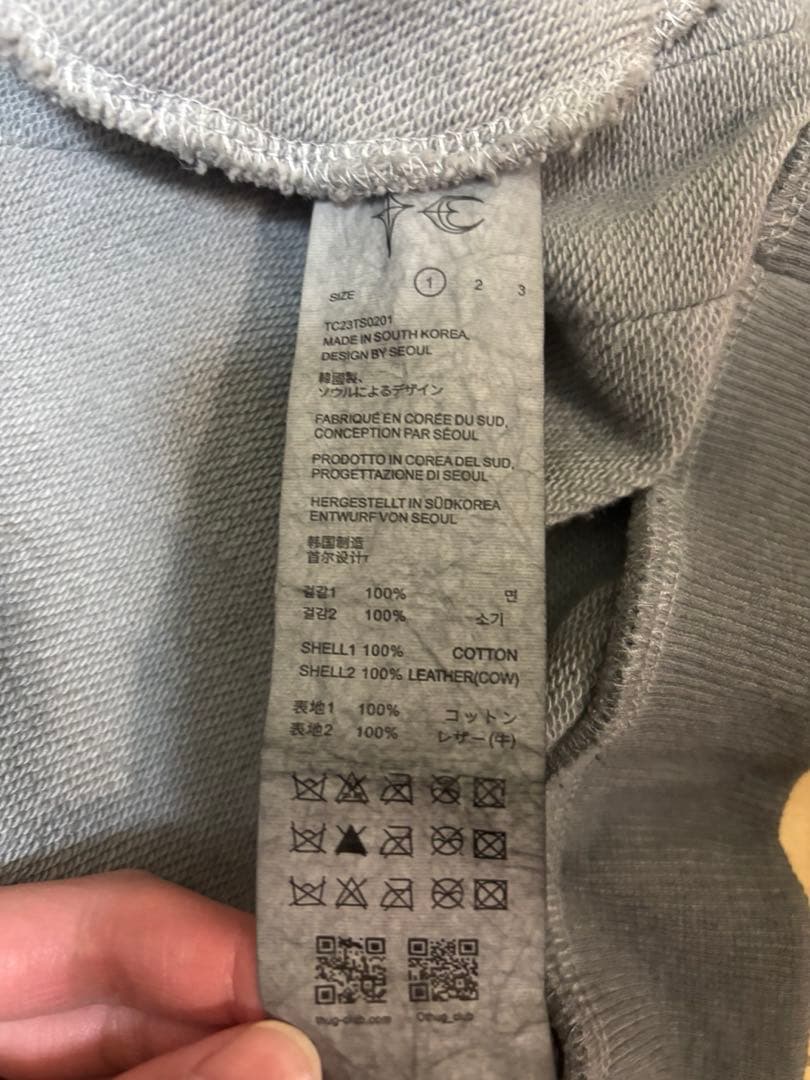 SIZE 1 2 3
TC23TS0201
MADE IN SOUTH KOREA,
DESIGN BY SEOUL
韓國製、
ソウルによるデザイン
FABRIQUÉ EN CORÉE DU SUD,
CONCEPTION PAR SÉOUL
PRODOTTO IN COREA DEL SUD,
PROGETTAZIONE DI SEOUL
HERGESTELLT IN SÜDKOREA
ENTWURF VON SEOUL
韩国制造
首尔设计
겉감1 100% 면
겉감2 100% 소기
SHELL1 100% COTTON
SHELL2 100% LEATHER(COW)
表地1 100% コットン
表地2 100% レザー(牛)
thug-club.com @thug_club